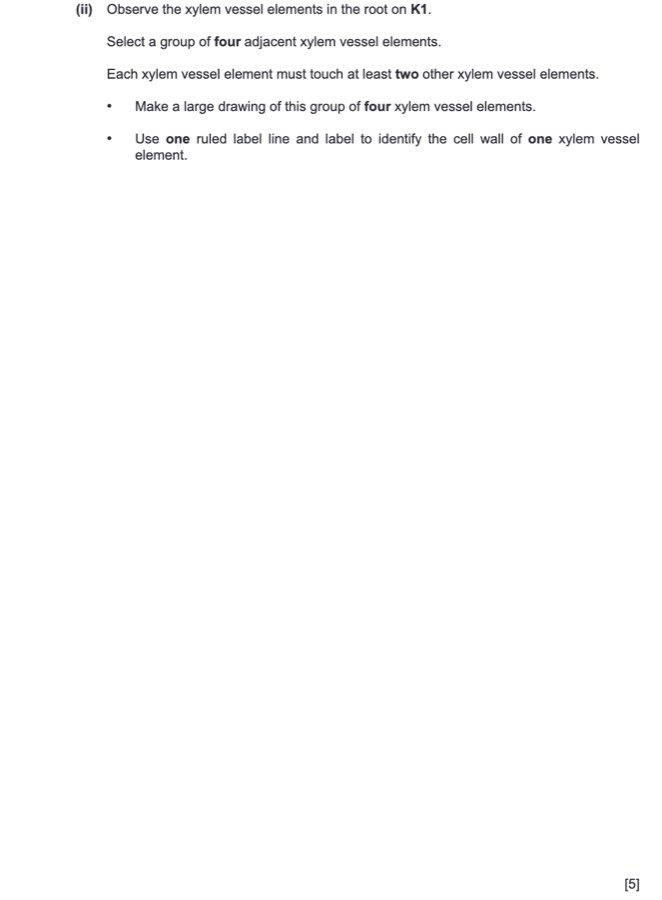 (ii) Observe the xylem vessel elements in the root on K1.
Select a group of four adjacent xylem vessel elements.
Each xylem vessel element must touch at least two other xylem vessel elements.
• Make a large drawing of this group of four xylem vessel elements.
• Use one ruled label line and label to identify the cell wall of one xylem vessel
element.
[5]